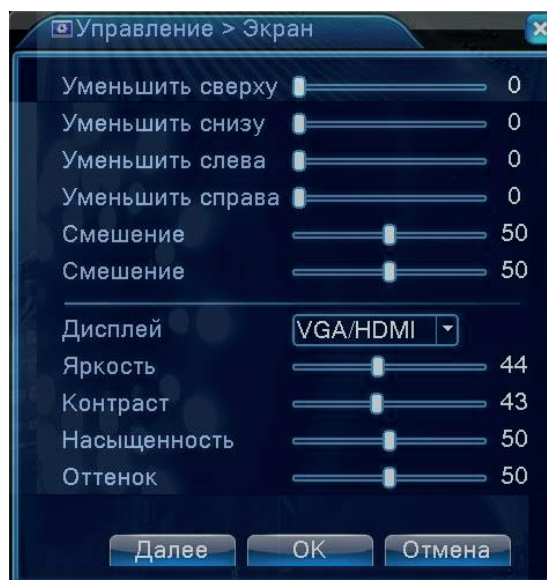 Управление > Экран
Уменьшить сверху 0
Уменьшить снизу 0
Уменьшить слева 0
Уменьшить справа 0
Смешение 50
Смешение 50
Дисплей VGA/HDMI
Яркость 44
Контраст 43
Насыщенность 50
Оттенок 50
Далее OK Отмена